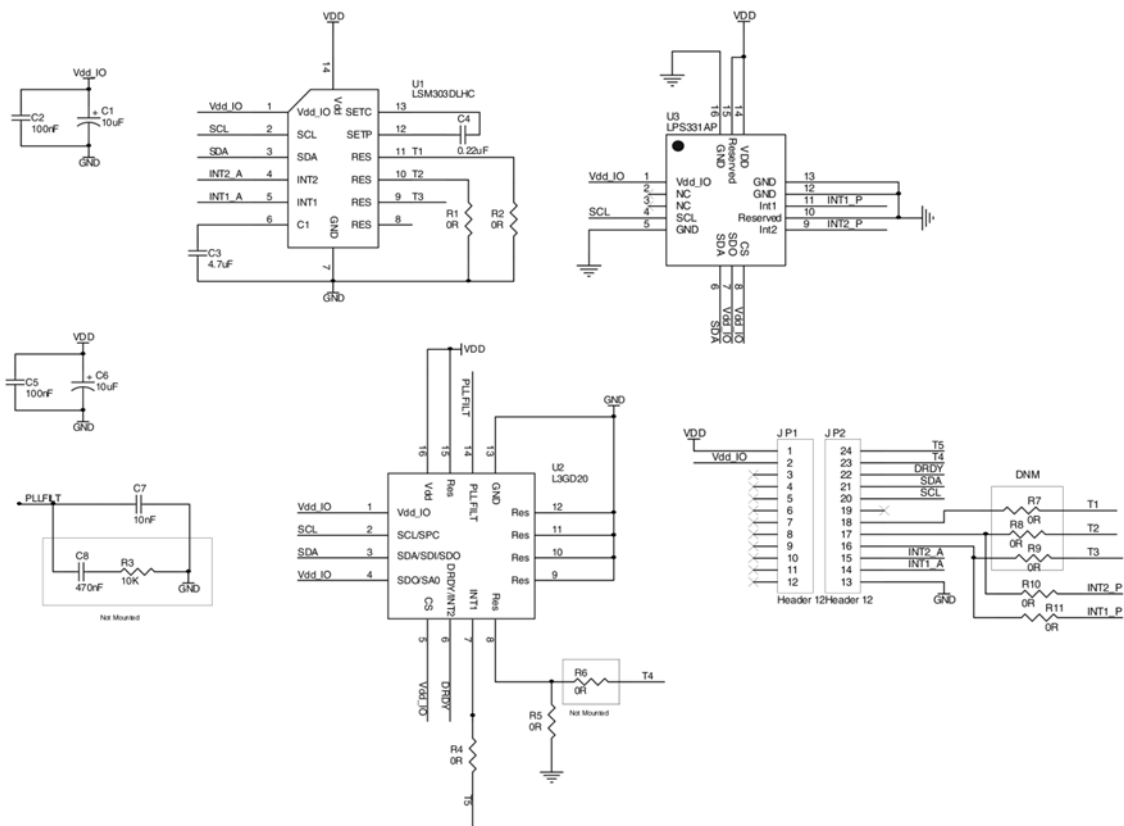 Vdd_IO
C2
100nF
C1
10uF
GND
VDD
14
U1
LSM303DLHC
Vdd_IO 1 Vdd_IO Vdd SETC 13
C4
SCL 2 SCL SETP 12
0.22uF
SDA 3 SDA RES 11 T1
INT2_A 4 INT2 RES 10 T2
INT1_A 5 INT1 RES 9 T3
6 C1 GND RES 8
R1
0R
R2
0R
C3
4.7uF
7
GND
VDD
16
15
14
U3
LPS331AP
GND
Reserved
VDD
Vdd_IO 1 Vdd_IO GND 13
2 NC GND 12
3 NC Int1 11 INT1_P
SCL 4 SCL Reserved 10
5 GND Int2 9 INT2_P
SDA
SDO
CS
6
7
8
SDA
Vdd_IO
Vdd_IO
VDD
C5
100nF
C6
10uF
GND
PLLFILT
C7
10nF
C8
470nF
R3
10K
GND
Not Mounted
VDD
PLLFILT
GND
16
15
14
13
U2
L3GD20
Vdd
Res
PLLFILT
GND
Vdd_IO 1 Vdd_IO Res 12
SCL 2 SCL/SPC Res 11
SDA 3 SDA/SDI/SDO Res 10
Vdd_IO 4 SDO/SA0 Res 9
CS
DRDY/INT2
INT1
Res
5
6
7
8
Vdd_IO
DRDY
R4
0R
T5
R5
0R
R6
0R
T4
Not Mounted
VDD
JP1
JP2
1 24 T5
Vdd_IO 2 23 T4
3 22 DRDY
4 21 SDA
5 20 SCL
6 19
7 18
8 17
9 16
10 15 INT2_A
11 14 INT1_A
12 13 GND
Header 12
Header 12
DNM
R7
0R
T1
R8
0R
T2
R9
0R
T3
R10
0R
INT2_P
R11
0R
INT1_P